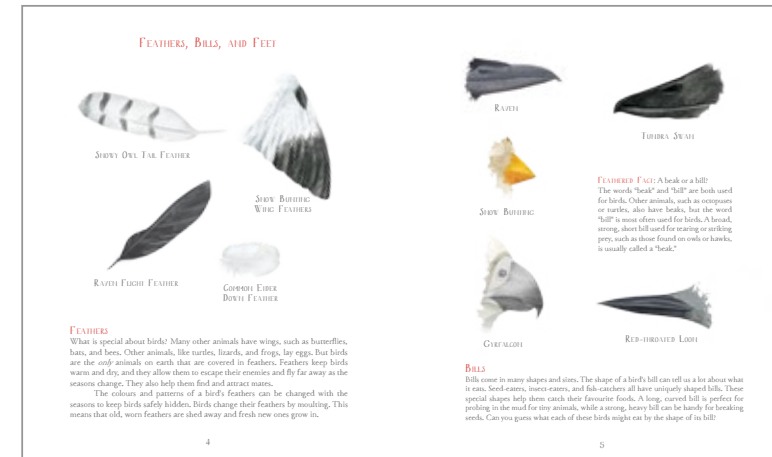 Feathers, Bills, and Feet
Snowy Owl Tail Feather
Snow Bunting
Wing Feathers
Raven Flight Feather
Common Eider
Down Feather
Feathers
What is special about birds? Many other animals have wings, such as butterflies,
bats, and bees. Other animals, like turtles, lizards, and frogs, lay eggs. But birds
are the only animals on earth that are covered in feathers. Feathers keep birds
warm and dry, and they allow them to escape their enemies and fly far away as the
seasons change. They also help them find and attract mates.
The colours and patterns of a bird's feathers can be changed with the
seasons to keep birds safely hidden. Birds change their feathers by moulting. This
means that old, worn feathers are shed away and fresh new ones grow in.
4
Raven
Tundra Swan
Snow Bunting
Feathered Fact: A beak or a bill?
The words "beak" and "bill" are both used
for birds. Other animals, such as octopuses
or turtles, also have beaks, but the word
"bill" is most often used for birds. A broad,
strong, short bill used for tearing or striking
prey, such as those found on owls or hawks,
is usually called a "beak."
Gyrfalcon
Red-throated Loon
Bills
Bills come in many shapes and sizes. The shape of a bird's bill can tell us a lot about what
it eats. Seed-eaters, insect-eaters, and fish-catchers all have uniquely shaped bills. These
special shapes help them catch their favourite foods. A long, curved bill is perfect for
probing in the mud for tiny animals, while a strong, heavy bill can be handy for breaking
seeds. Can you guess what each of these birds might eat by the shape of its bill?
5